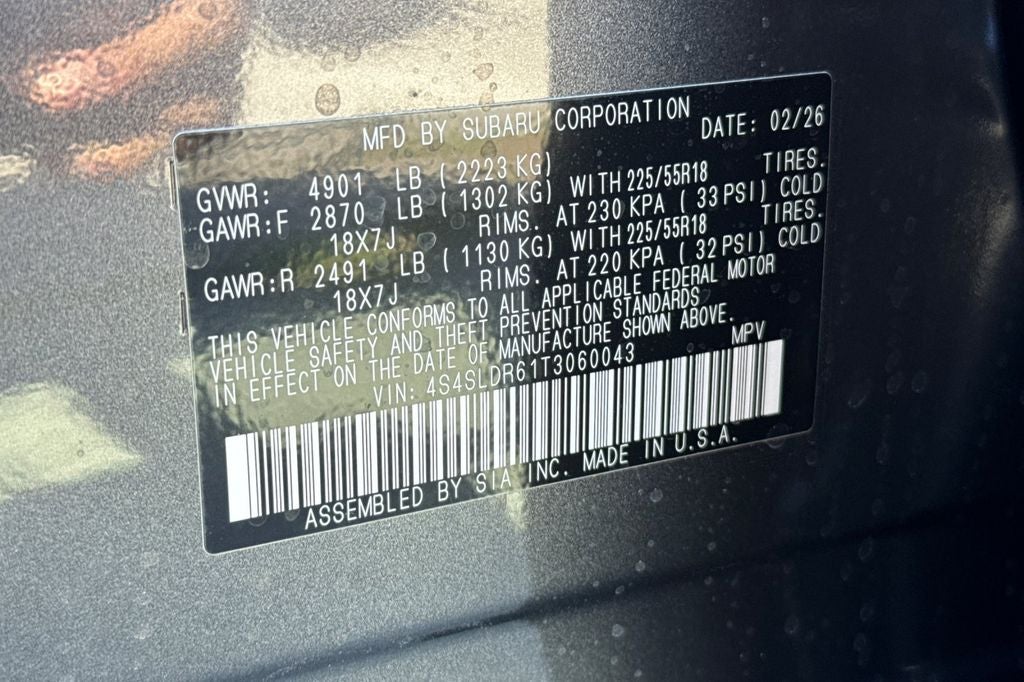 MFD BY SUBARU CORPORATION DATE: 02/26
GVWR: 4901 LB (2223 KG)
GAWR:F 2870 LB (1302 KG) WITH 225/55R18 TIRES.
18X7J RIMS. AT 230 KPA (33 PSI) COLD
GAWR:R 2491 LB (1130 KG) WITH 225/55R18 TIRES.
18X7J RIMS. AT 220 KPA (32 PSI) COLD
THIS VEHICLE CONFORMS TO ALL APPLICABLE FEDERAL MOTOR
VEHICLE SAFETY AND THEFT PREVENTION STANDARDS
IN EFFECT ON THE DATE OF MANUFACTURE SHOWN ABOVE.
VIN: 4S4SLDR61T3060043 MPV
ASSEMBLED BY SIA INC. MADE IN U.S.A.